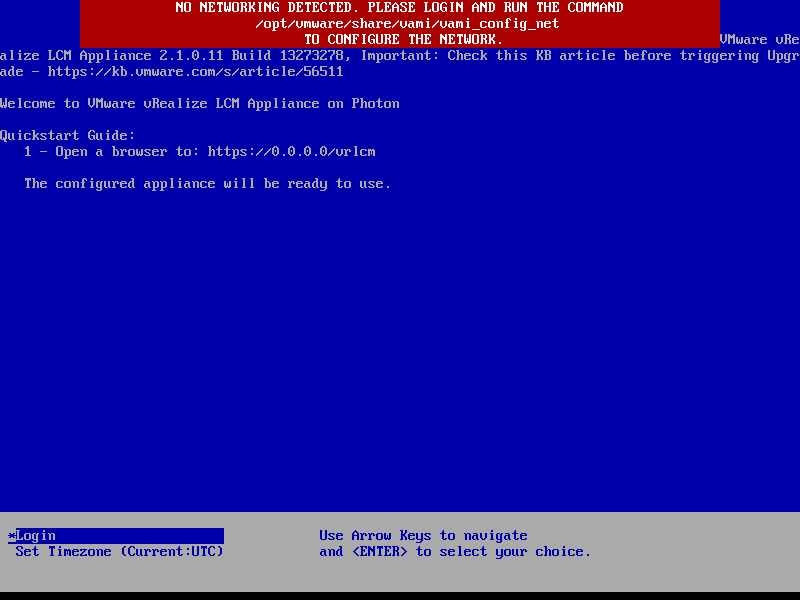 NO NETWORKING DETECTED. PLEASE LOGIN AND RUN THE COMMAND
/opt/vmware/share/vami/vami_config_net
TO CONFIGURE THE NETWORK.
VMware vRe
alize LCM Appliance 2.1.0.11 Build 13273278, Important: Check this KB article before triggering Upgr
ade - https://kb.vmware.com/s/article/56511
Welcome to VMware vRealize LCM Appliance on Photon
Quickstart Guide:
1 - Open a browser to: https://0.0.0.0/vrlcm
The configured appliance will be ready to use.
*Login
Set Timezone (Current:UTC)
Use Arrow Keys to navigate
and <ENTER> to select your choice.